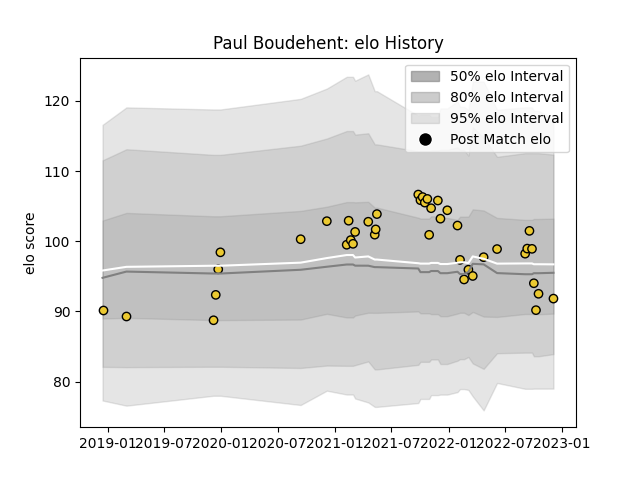 Paul Boudehent: elo History
50% elo Interval
80% elo Interval
95% elo Interval
Post Match elo
elo score
120
110
100
90
80
2019-01 2019-07 2020-01 2020-07 2021-01 2021-07 2022-01 2022-07 2023-01